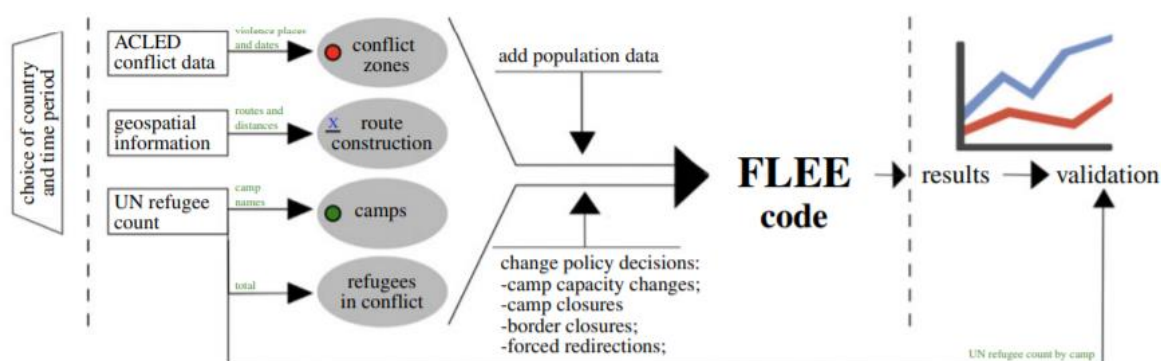 choice of country
and time period
ACLED
conflict data
violence places
and dates
conflict
zones
geospatial
information
routes and
distances
x
route
construction
UN refugee
count
camp
names
camps
total
refugees
in conflict
add population data
change policy decisions:
-camp capacity changes;
-camp closures
-border closures;
-forced redirections;
FLEE
code
results
validation
UN refugee count by camp